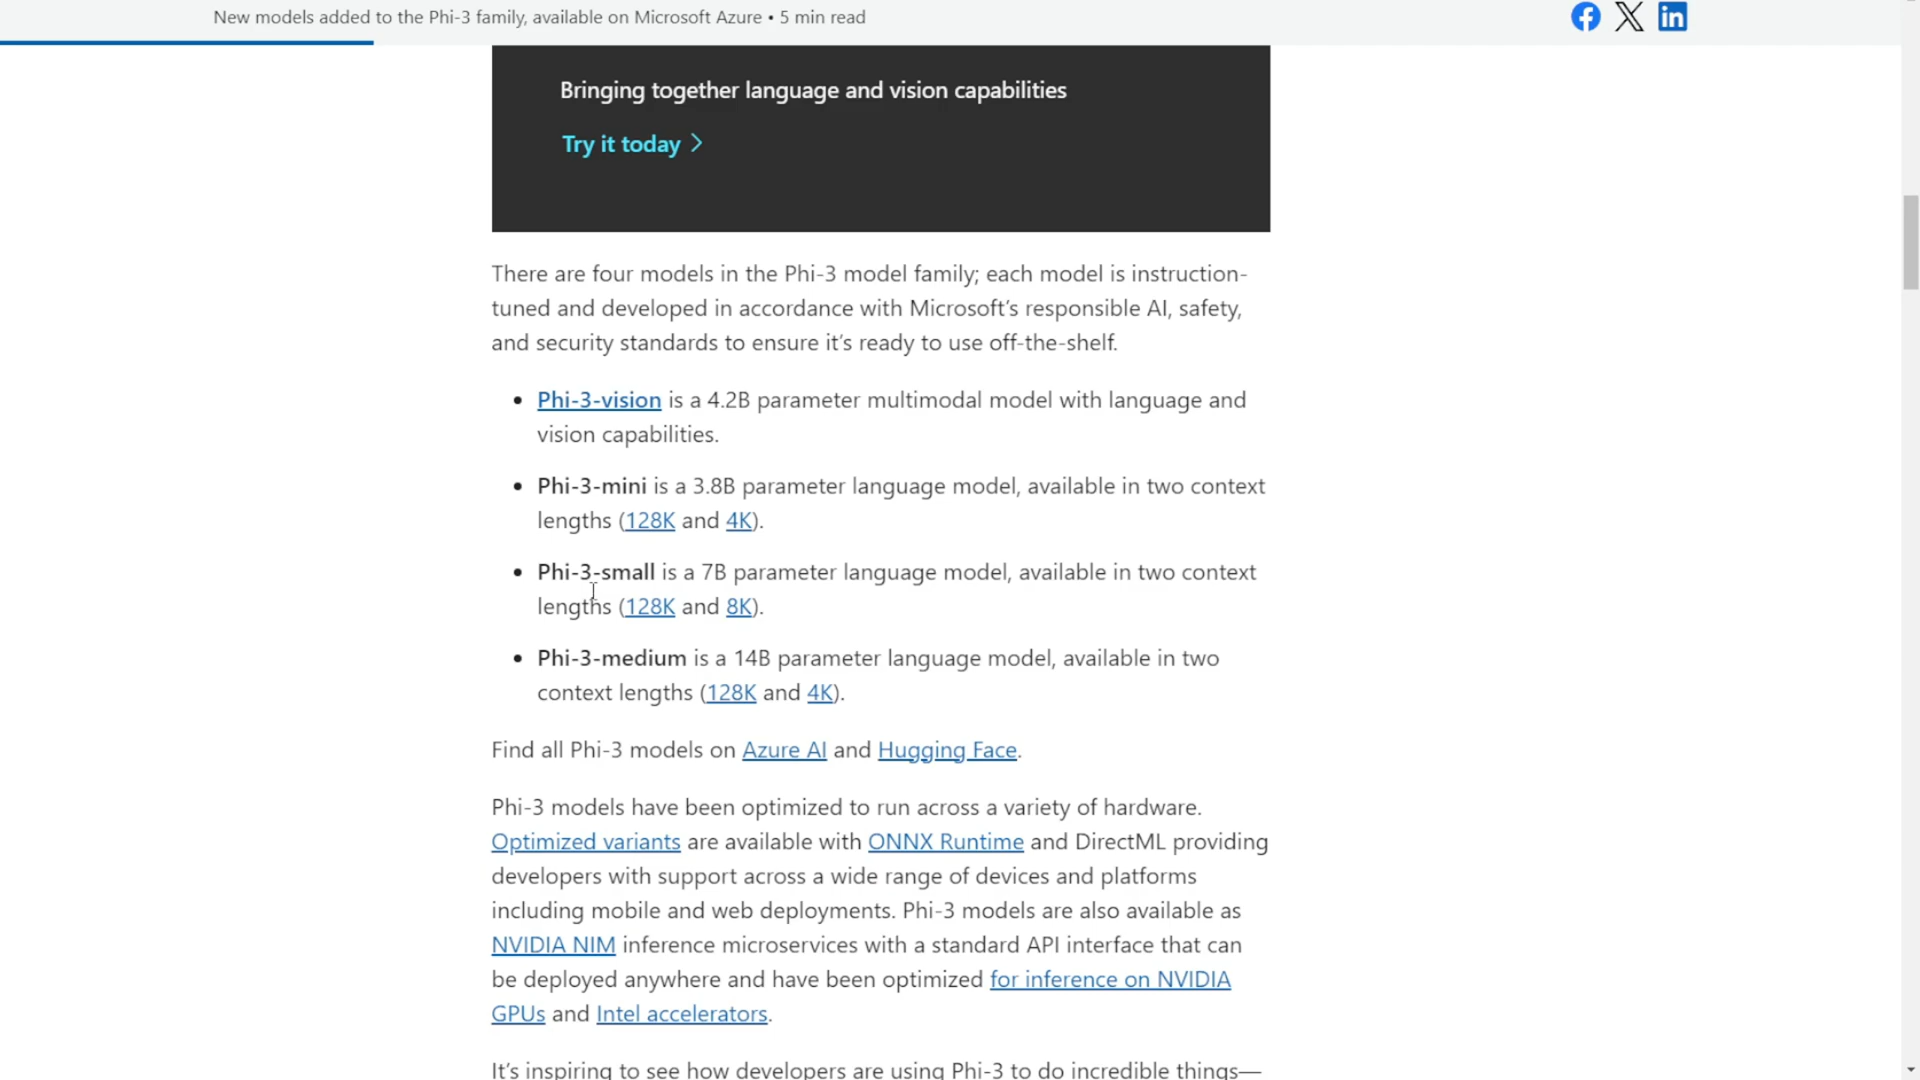 New models added to the Phi-3 family, available on Microsoft Azure • 5 min read
Bringing together language and vision capabilities
Try it today >
There are four models in the Phi-3 model family; each model is instruction-
tuned and developed in accordance with Microsoft’s responsible AI, safety,
and security standards to ensure it’s ready to use off-the-shelf.
• Phi-3-vision is a 4.2B parameter multimodal model with language and
vision capabilities.
• Phi-3-mini is a 3.8B parameter language model, available in two context
lengths (128K and 4K).
• Phi-3-small is a 7B parameter language model, available in two context
lengths (128K and 8K).
• Phi-3-medium is a 14B parameter language model, available in two
context lengths (128K and 4K).
Find all Phi-3 models on Azure AI and Hugging Face.
Phi-3 models have been optimized to run across a variety of hardware.
Optimized variants are available with ONNX Runtime and DirectML providing
developers with support across a wide range of devices and platforms
including mobile and web deployments. Phi-3 models are also available as
NVIDIA NIM inference microservices with a standard API interface that can
be deployed anywhere and have been optimized for inference on NVIDIA
GPUs and Intel accelerators.
It’s inspiring to see how developers are using Phi-3 to do incredible things—